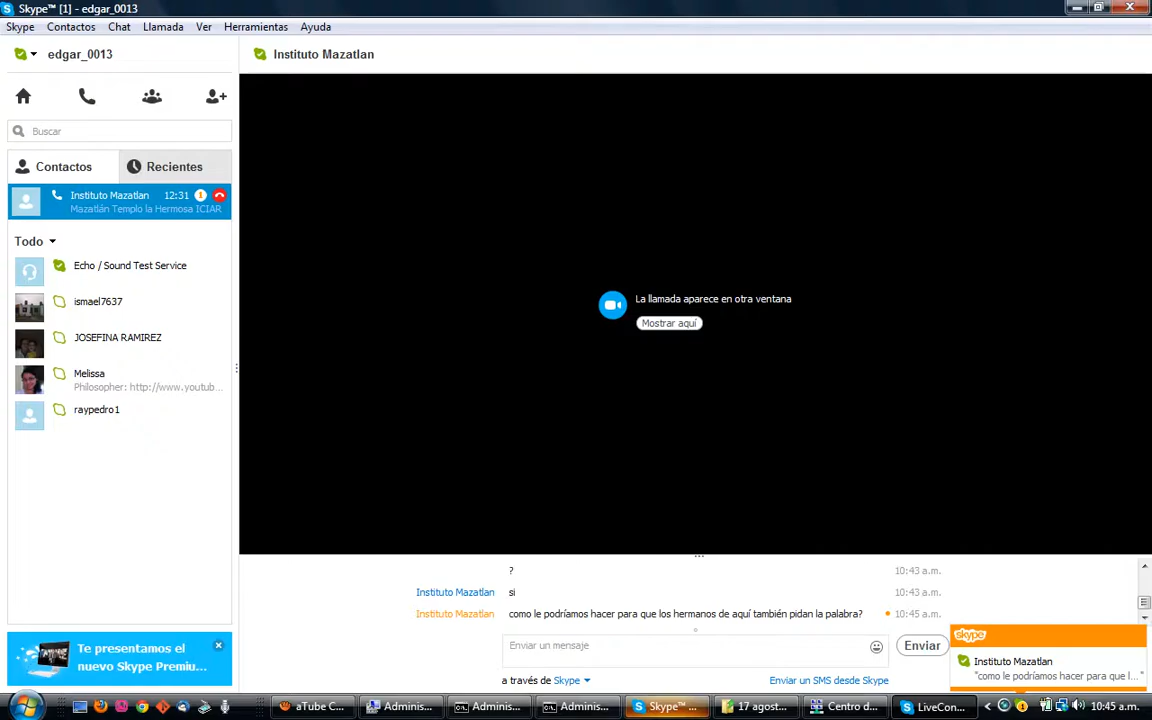 Skype™ [1] - edgar_0013
Skype Contactos Chat Llamada Ver Herramientas Ayuda
edgar_0013
Instituto Mazatlan
Buscar
Contactos
Recientes
Instituto Mazatlan 12:31 1
Mazatlán Templo la Hermosa ICIAR
Todo
Echo / Sound Test Service
ismael7637
JOSEFINA RAMIREZ
Melissa
Philosopher: http://www.youtub...
raypedro1
La llamada aparece en otra ventana
Mostrar aquí
? 10:43 a.m.
Instituto Mazatlan si 10:43 a.m.
Instituto Mazatlan como le podríamos hacer para que los hermanos de aquí también pidan la palabra? 10:45 a.m.
Enviar un mensaje
Enviar
a través de Skype
Enviar un SMS desde Skype
Te presentamos el
nuevo Skype Premiu...
skype
Instituto Mazatlan
"como le podríamos hacer para que l..."
aTube C... Adminis... Adminis... Adminis... Skype™ ... 17 agost... Centro d... LiveCon... 10:45 a.m.